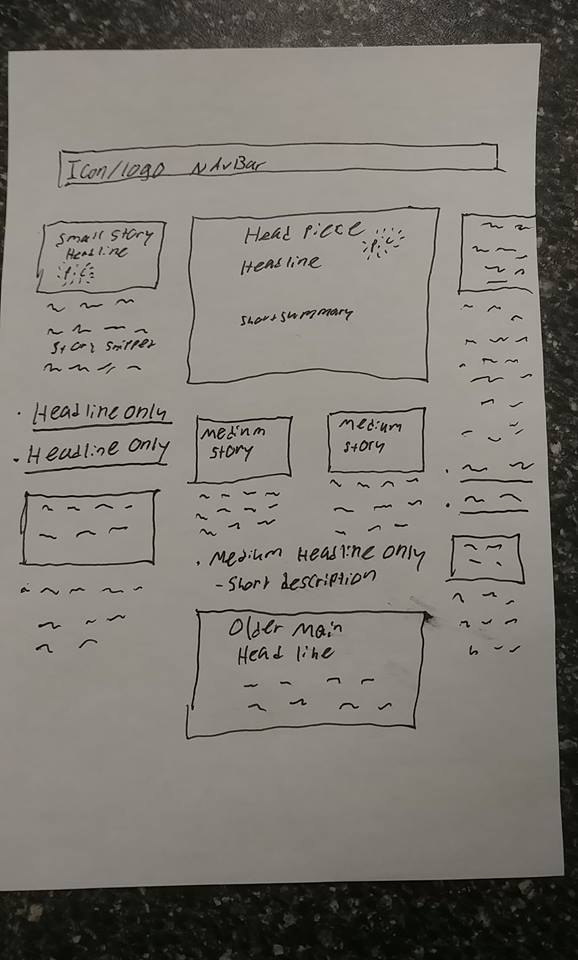 Icon/logo NAvBar
Small Story
Headline
Pic
Story Snippet
• Headline only
• Headline only
Head Piece
Pic
Headline
Short summary
Medium
Story
Medium
Story
• Medium Headline only
- Short description
Older main
Head line